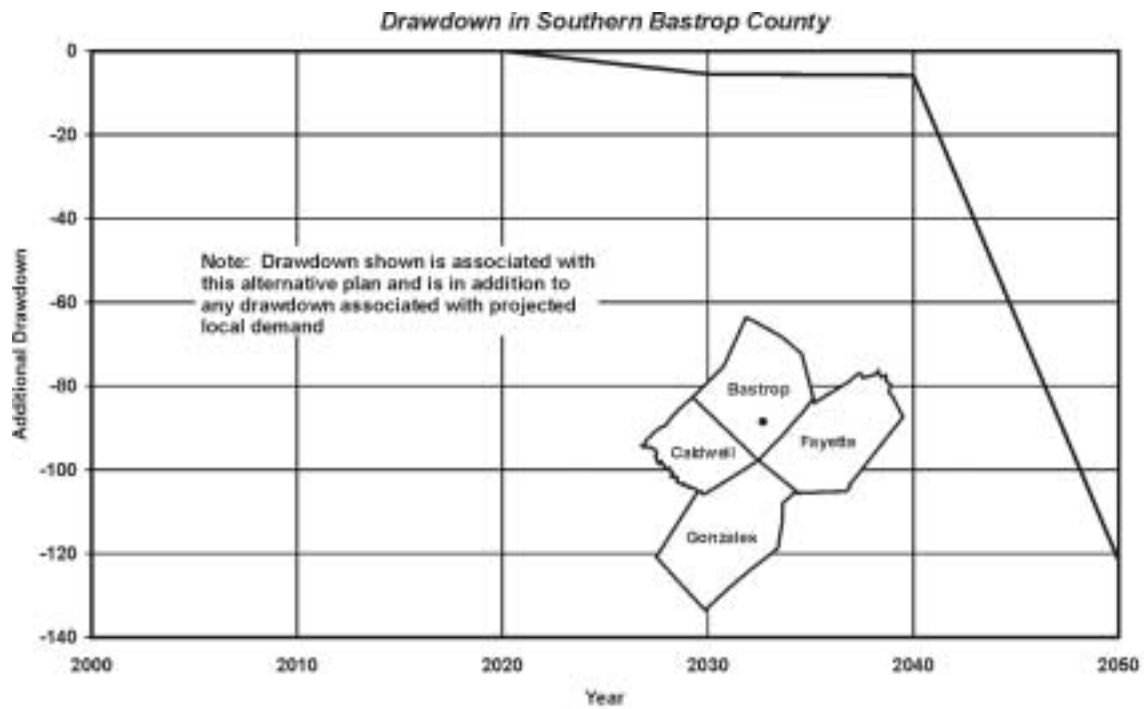 Drawdown in Southern Bastrop County
0
-20
-40
-60
-80
-100
-120
-140
Additional Drawdown
Note: Drawdown shown is associated with
this alternative plan and is in addition to
any drawdown associated with projected
local demand
Bastrop
Caldwell
Fayette
Gonzales
2000
2010
2020
2030
2040
2050
Year